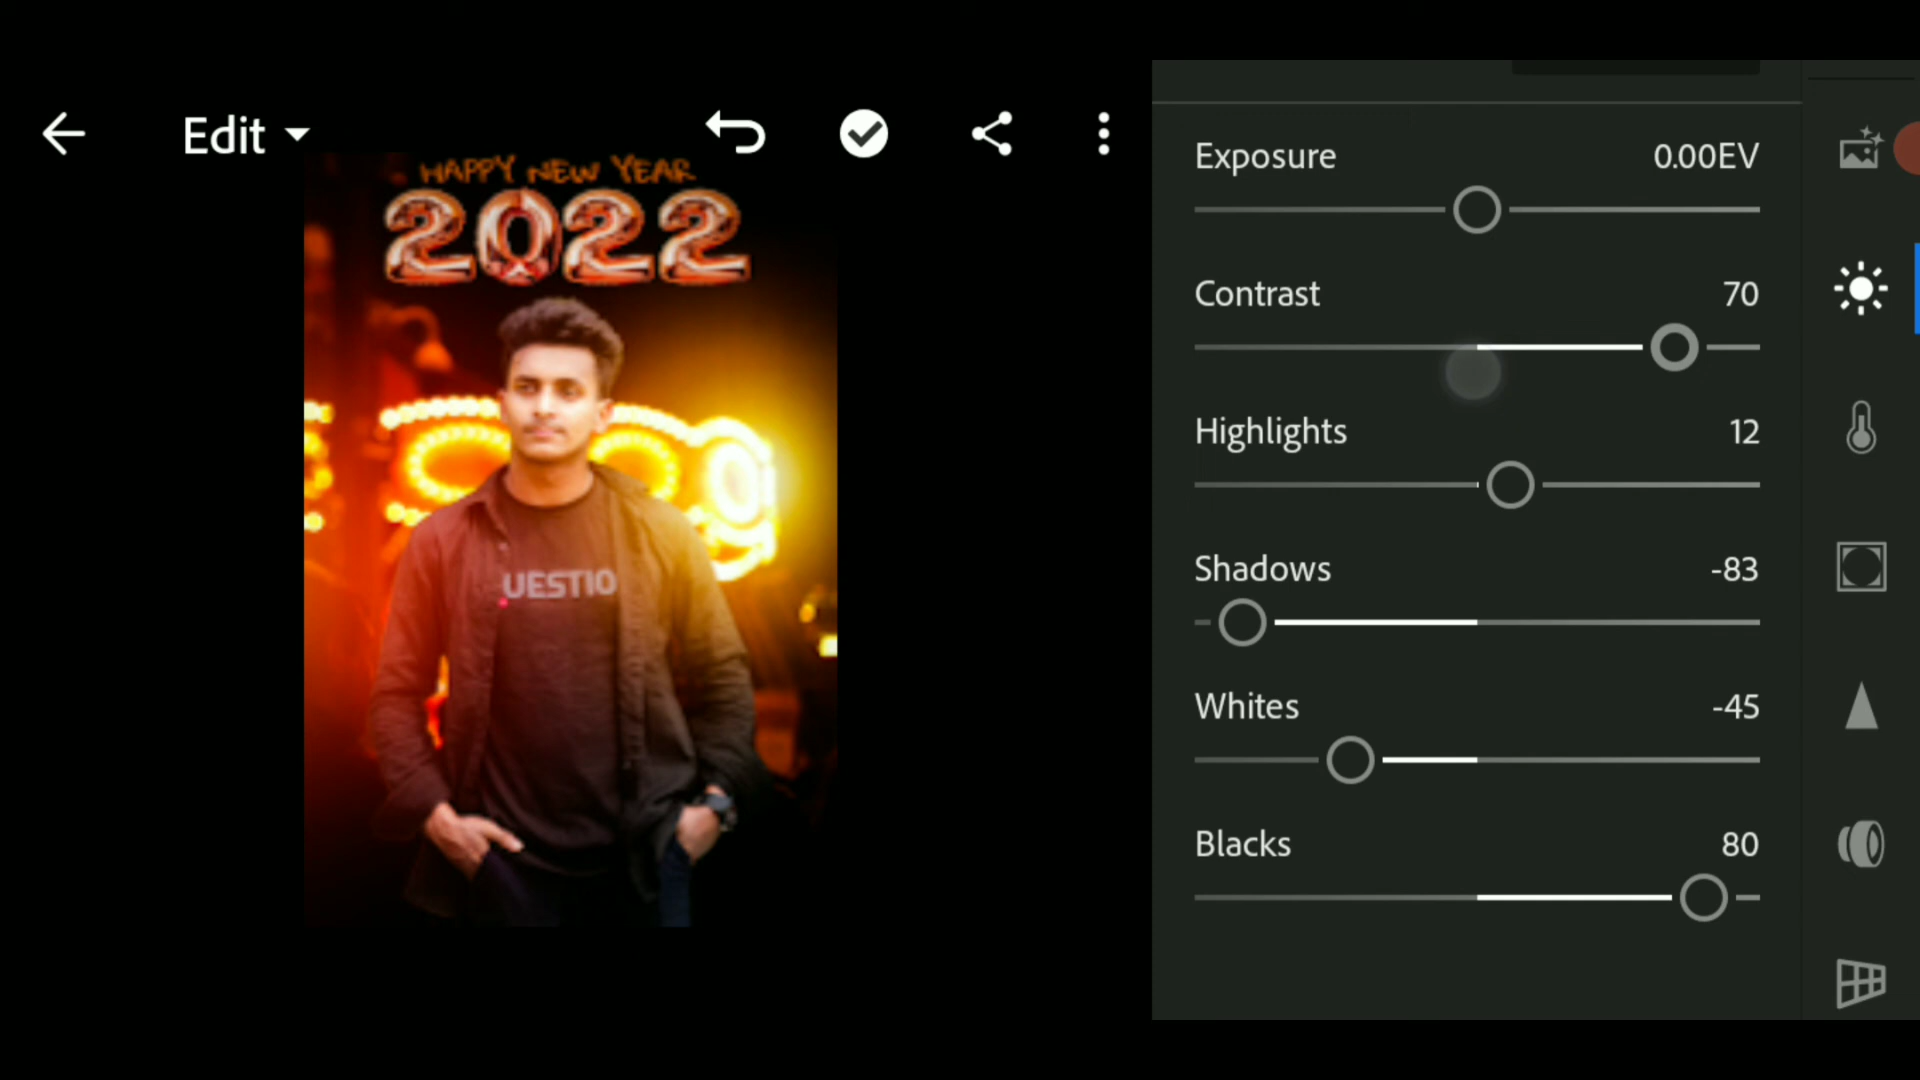 Edit
HAPPY NEW YEAR
2022
UESTIO
Exposure 0.00EV
Contrast 70
Highlights 12
Shadows -83
Whites -45
Blacks 80